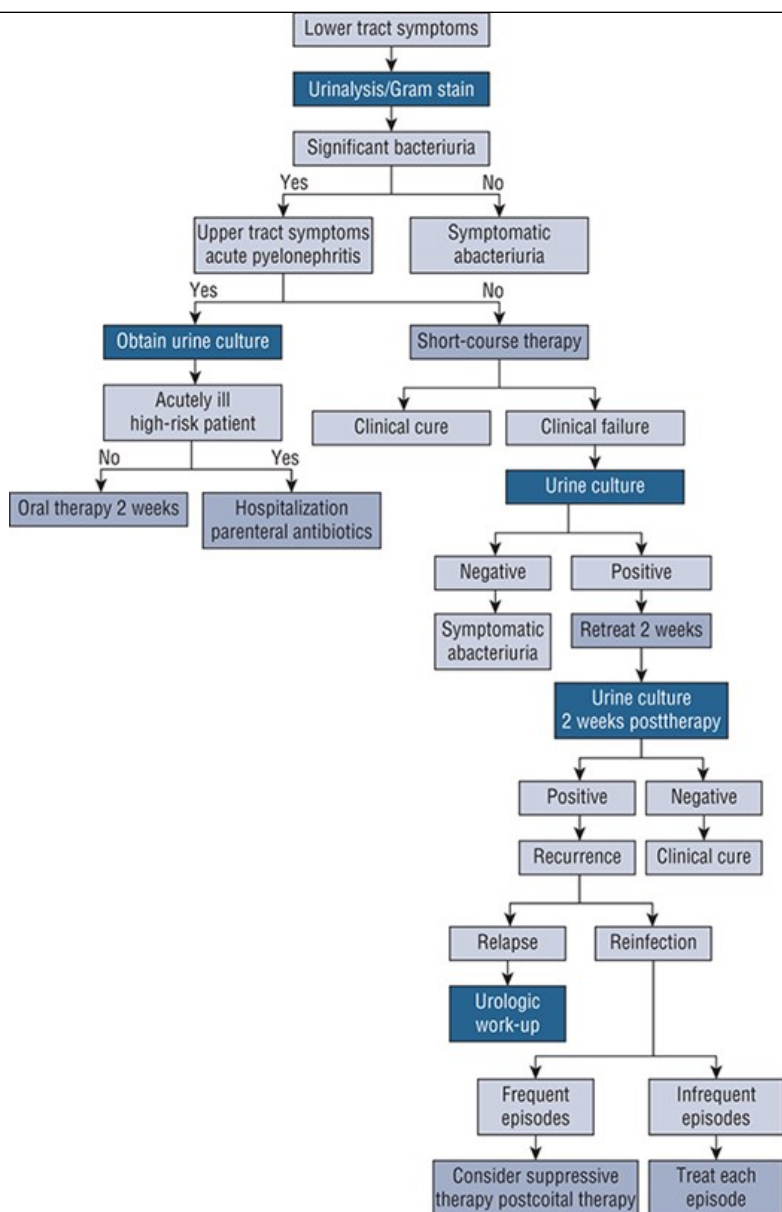 Lower tract symptoms
Urinalysis/Gram stain
Significant bacteriuria
Yes
No
Upper tract symptoms
acute pyelonephritis
Symptomatic
abacteriuria
Yes
No
Obtain urine culture
Short-course therapy
Acutely ill
high-risk patient
Clinical cure
Clinical failure
No
Yes
Oral therapy 2 weeks
Hospitalization
parenteral antibiotics
Urine culture
Negative
Positive
Symptomatic
abacteriuria
Retreat 2 weeks
Urine culture
2 weeks posttherapy
Positive
Negative
Recurrence
Clinical cure
Relapse
Reinfection
Urologic
work-up
Frequent
episodes
Infrequent
episodes
Consider suppressive
therapy postcoital therapy
Treat each
episode